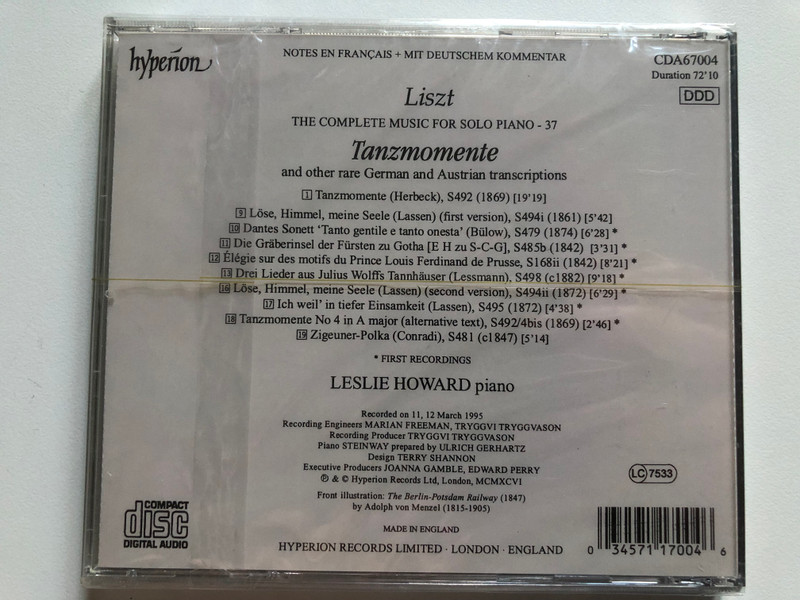 hyperion
NOTES EN FRANÇAIS + MIT DEUTSCHEM KOMMENTAR
CDA67004
Duration 72'10
DDD
Liszt
THE COMPLETE MUSIC FOR SOLO PIANO - 37
Tanzmomente
and other rare German and Austrian transcriptions
1 Tanzmomente (Herbeck), S492 (1869) [19'19]
9 Löse, Himmel, meine Seele (Lassen) (first version), S494i (1861) [5'42]
10 Dantes Sonett ‘Tanto gentile e tanto onesta’ (Bülow), S479 (1874) [6'28] *
11 Die Gräberinsel der Fürsten zu Gotha [E H zu S-C-G], S485b (1842) [3'31] *
12 Élégie sur des motifs du Prince Louis Ferdinand de Prusse, S168ii (1842) [8'21] *
13 Drei Lieder aus Julius Wolffs Tannhäuser (Lessmann), S498 (c1882) [9'18] *
16 Löse, Himmel, meine Seele (Lassen) (second version), S494ii (1872) [6'29] *
17 Ich weil’ in tiefer Einsamkeit (Lassen), S495 (1872) [4'38] *
18 Tanzmomente No 4 in A major (alternative text), S492/4bis (1869) [2'46] *
19 Zigeuner-Polka (Conradi), S481 (c1847) [5'14]
* FIRST RECORDINGS
LESLIE HOWARD piano
Recorded on 11, 12 March 1995
Recording Engineers MARIAN FREEMAN, TRYGGVI TRYGGVASON
Recording Producer TRYGGVI TRYGGVASON
Piano STEINWAY prepared by ULRICH GERHARTZ
Design TERRY SHANNON
Executive Producers JOANNA GAMBLE, EDWARD PERRY
℗ & © Hyperion Records Ltd, London, MCMXCVI
LC 7533
Front illustration: The Berlin-Potsdam Railway (1847)
by Adolph von Menzel (1815-1905)
COMPACT
disc
DIGITAL AUDIO
MADE IN ENGLAND
HYPERION RECORDS LIMITED · LONDON · ENGLAND
0 34571 17004 6